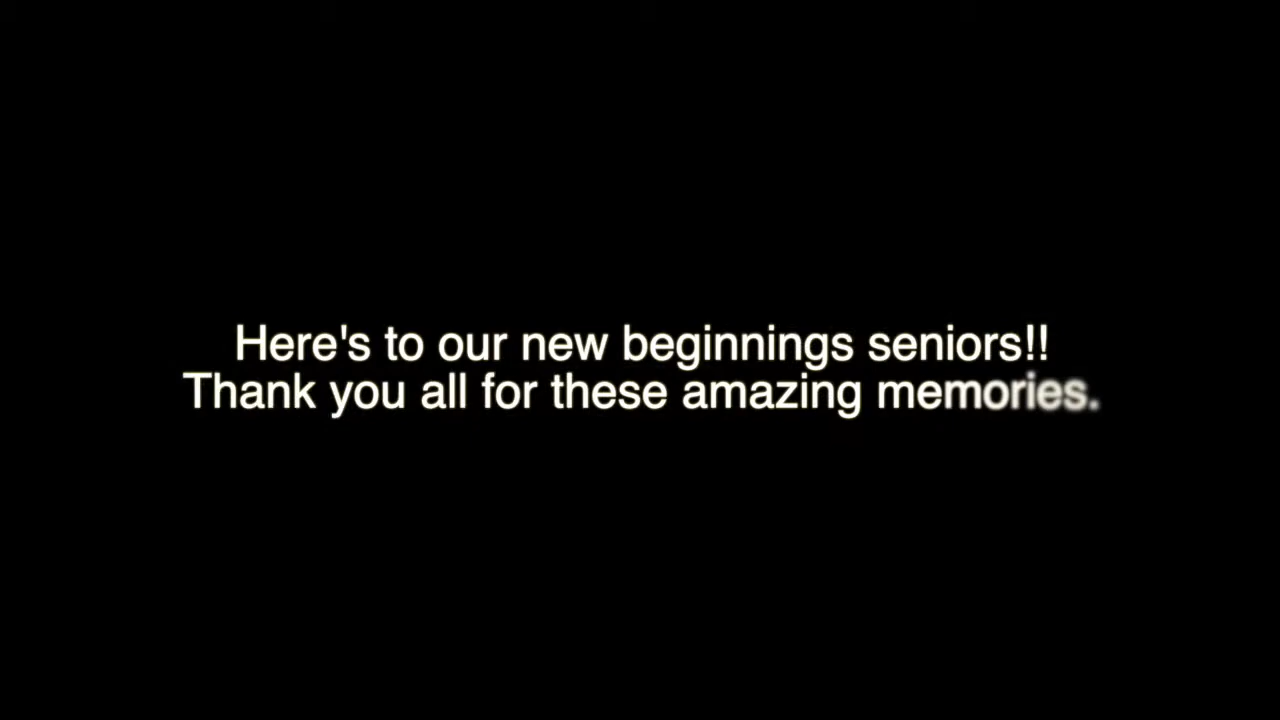 Here's to our new beginnings seniors!!
Thank you all for these amazing memories.